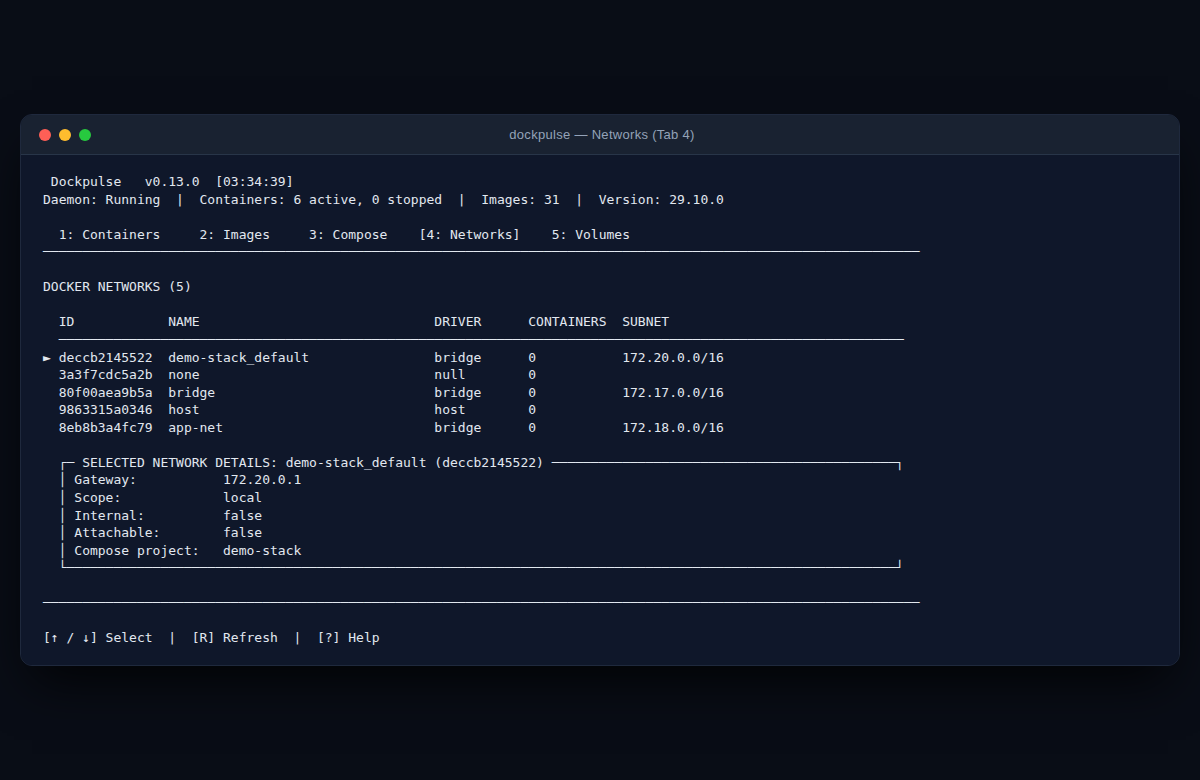 dockpulse — Networks (Tab 4)
Dockpulse v0.13.0 [03:34:39]
Daemon: Running | Containers: 6 active, 0 stopped | Images: 31 | Version: 29.10.0
1: Containers 2: Images 3: Compose [4: Networks] 5: Volumes
DOCKER NETWORKS (5)
ID NAME DRIVER CONTAINERS SUBNET
► deccb2145522 demo-stack_default bridge 0 172.20.0.0/16
3a3f7cdc5a2b none null 0
80f00aea9b5a bridge bridge 0 172.17.0.0/16
9863315a0346 host host 0
8eb8b3a4fc79 app-net bridge 0 172.18.0.0/16
SELECTED NETWORK DETAILS: demo-stack_default (deccb2145522)
Gateway: 172.20.0.1
Scope: local
Internal: false
Attachable: false
Compose project: demo-stack
[↑ / ↓] Select | [R] Refresh | [?] Help